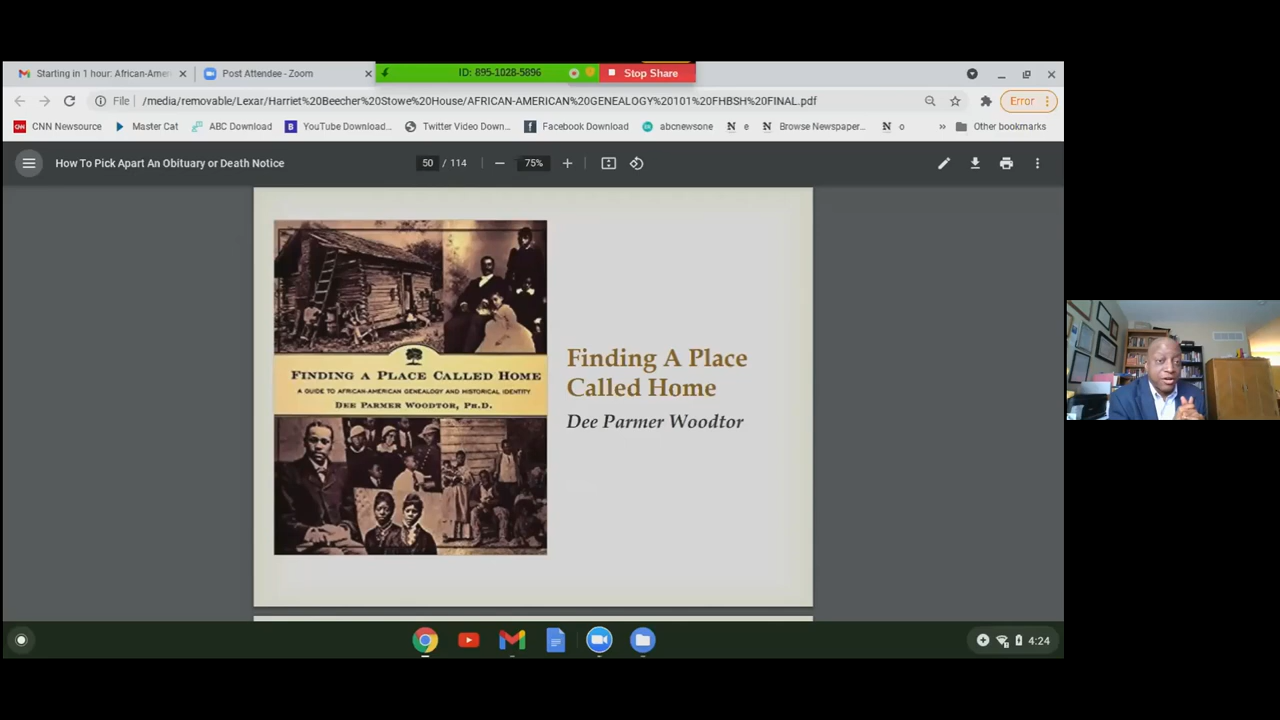 Starting in 1 hour: African-Amer
Post Attendee - Zoom
ID: 895-1028-5896
Stop Share
File
/media/removable/Lexar/Harriet%20Beecher%20Stowe%20House/AFRICAN-AMERICAN%20GENEALOGY%20101%20FHBSH%20FINAL.pdf
Error
CNN Newsource
Master Cat
ABC Download
YouTube Download...
Twitter Video Down...
Facebook Download
abcnewsone
N e
Browse Newspaper...
N o
»
Other bookmarks
How To Pick Apart An Obituary or Death Notice
50 / 114
75%
FINDING A PLACE CALLED HOME
A GUIDE TO AFRICAN-AMERICAN GENEALOGY AND HISTORICAL IDENTITY
DEE PARMER WOODTOR, PH.D.
Finding A Place
Called Home
Dee Parmer Woodtor
4:24